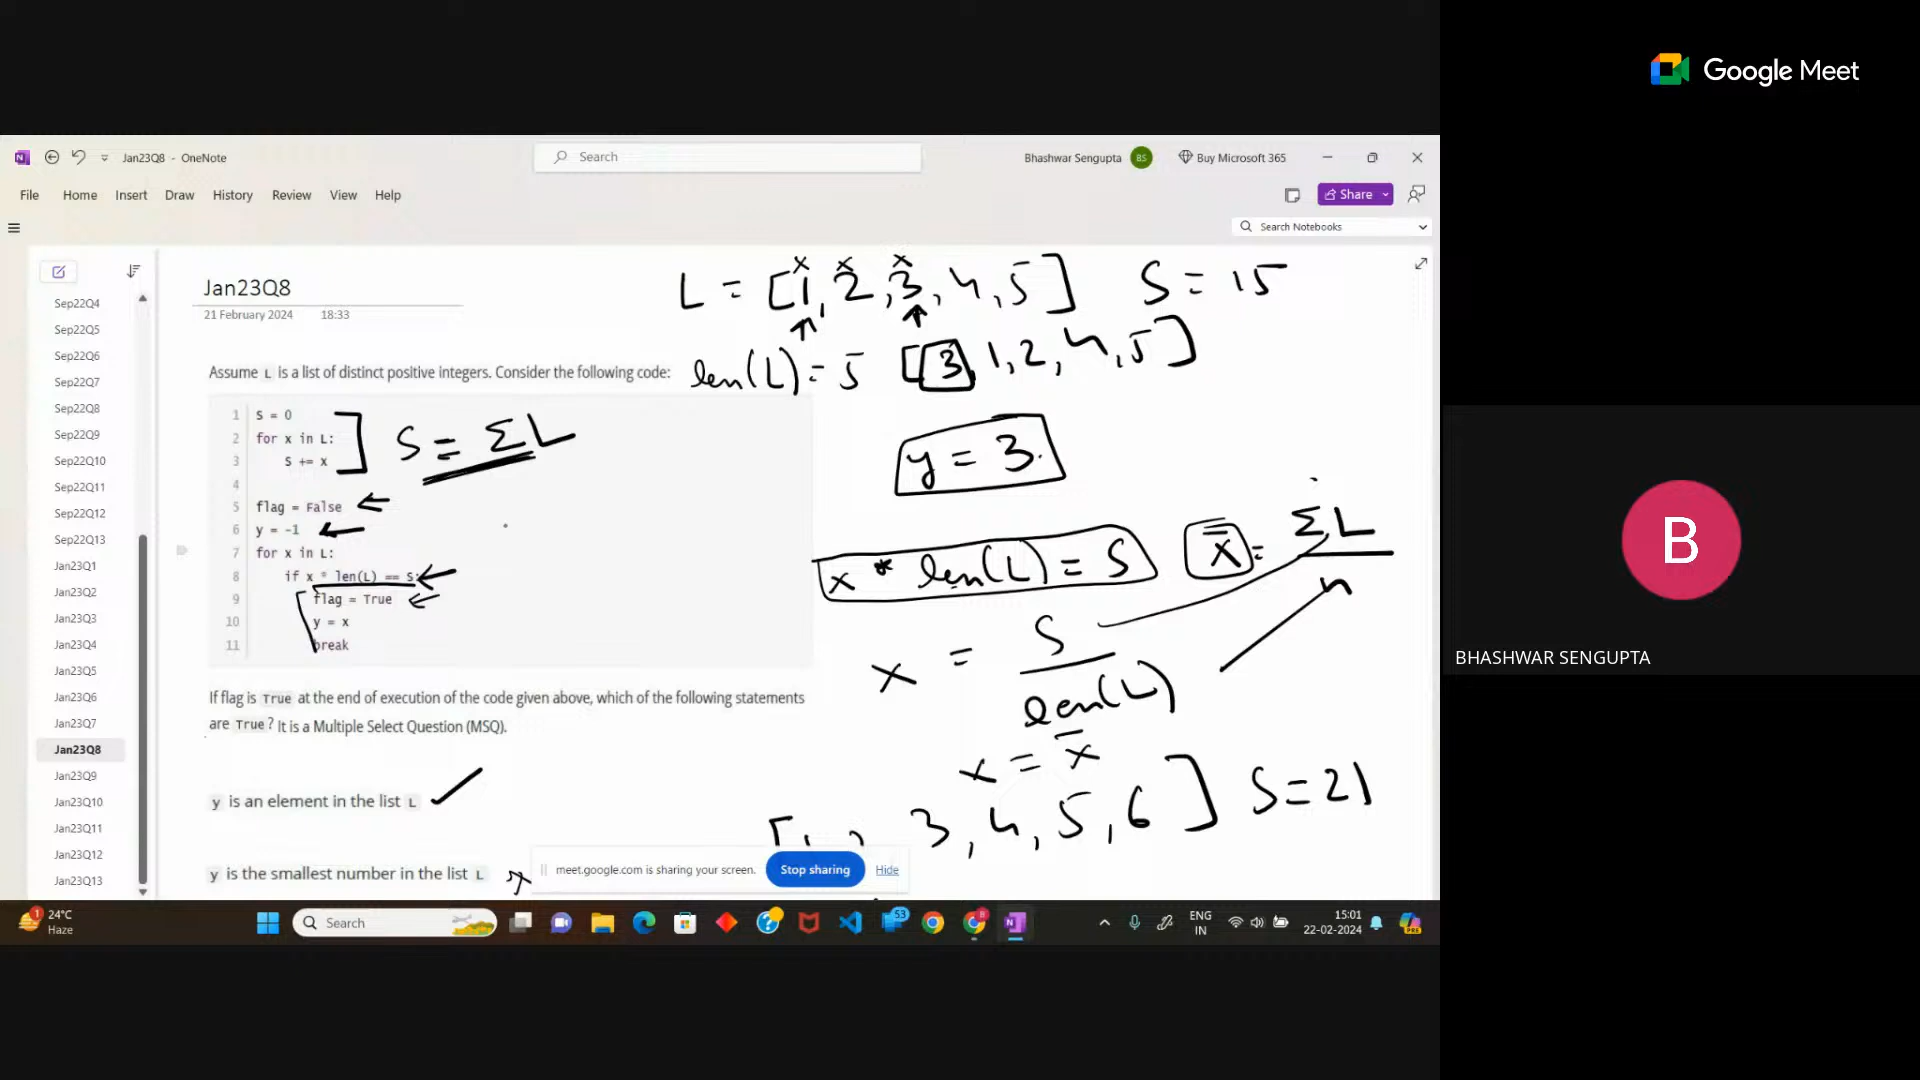 Google Meet
Jan23Q8 - OneNote
Search
Bhashwar Sengupta
BS
Buy Microsoft 365
File Home Insert Draw History Review View Help
Share
Search Notebooks
Sep22Q4
Sep22Q5
Sep22Q6
Sep22Q7
Sep22Q8
Sep22Q9
Sep22Q10
Sep22Q11
Sep22Q12
Sep22Q13
Jan23Q1
Jan23Q2
Jan23Q3
Jan23Q4
Jan23Q5
Jan23Q6
Jan23Q7
Jan23Q8
Jan23Q9
Jan23Q10
Jan23Q11
Jan23Q12
Jan23Q13
Jan23Q8
21 February 2024 18:33
Assume L is a list of distinct positive integers. Consider the following code:
1 S = 0
2 for x in L:
3 S += x
4
5 flag = False
6 y = -1
7 for x in L:
8 if x * len(L) == S:
9 flag = True
10 y = x
11 break
S = ΣL
If flag is True at the end of execution of the code given above, which of the following statements
are True? It is a Multiple Select Question (MSQ).
y is an element in the list L
y is the smallest number in the list L
L = [1, 2, 3, 4, 5] S = 15
len(L) = 5 [3, 1, 2, 4, 5]
y = 3.
x * len(L) = S
x̄ = ΣL / n
x = S / len(L)
x = x̄
3, 4, 5, 6] S = 21
meet.google.com is sharing your screen.
Stop sharing
Hide
BHASHWAR SENGUPTA
B
1
24°C
Haze
Search
53
ENG
IN
15:01
22-02-2024